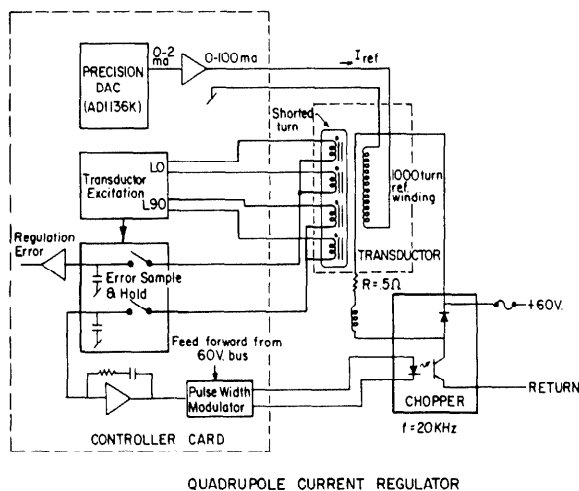 PRECISION
DAC
(AD1136K)
0-2
ma
0-100ma
Iref
Shorted
turn
1000 turn
ref.
winding
TRANSDUCTOR
Transductor
Excitation
L0
L90
Regulation
Error
Error Sample
& Hold
R=.5Ω
+60V.
Feed forward from
60V. bus
Pulse Width
Modulator
RETURN
CHOPPER
CONTROLLER CARD
f=20KHz
QUADRUPOLE CURRENT REGULATOR